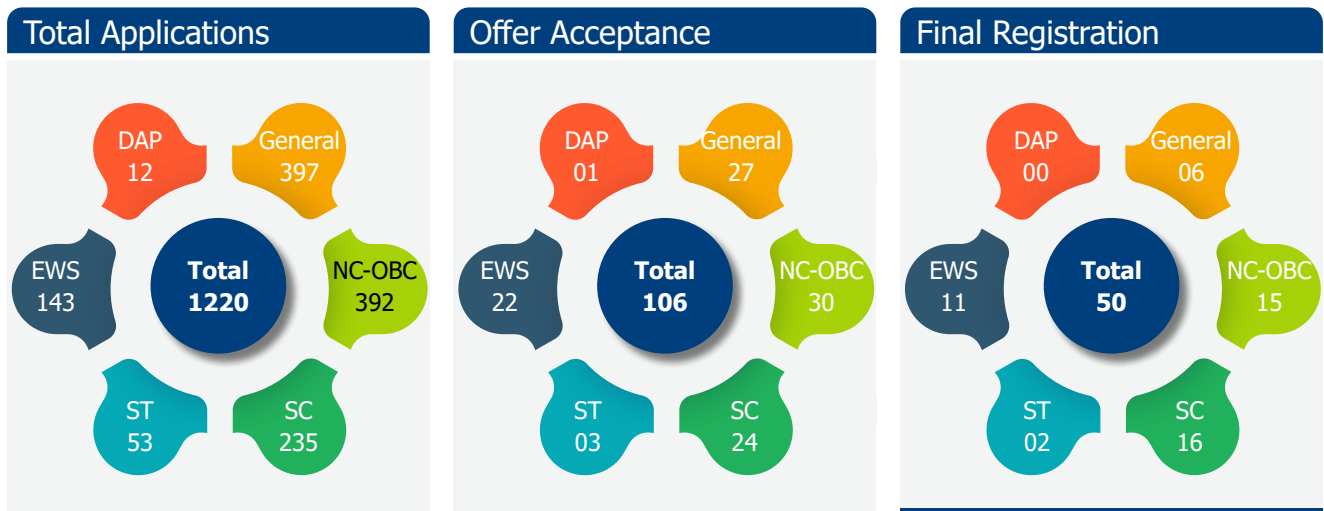 Total Applications
DAP
12
General
397
EWS
143
Total
1220
NC-OBC
392
ST
53
SC
235
Offer Acceptance
DAP
01
General
27
EWS
22
Total
106
NC-OBC
30
ST
03
SC
24
Final Registration
DAP
00
General
06
EWS
11
Total
50
NC-OBC
15
ST
02
SC
16